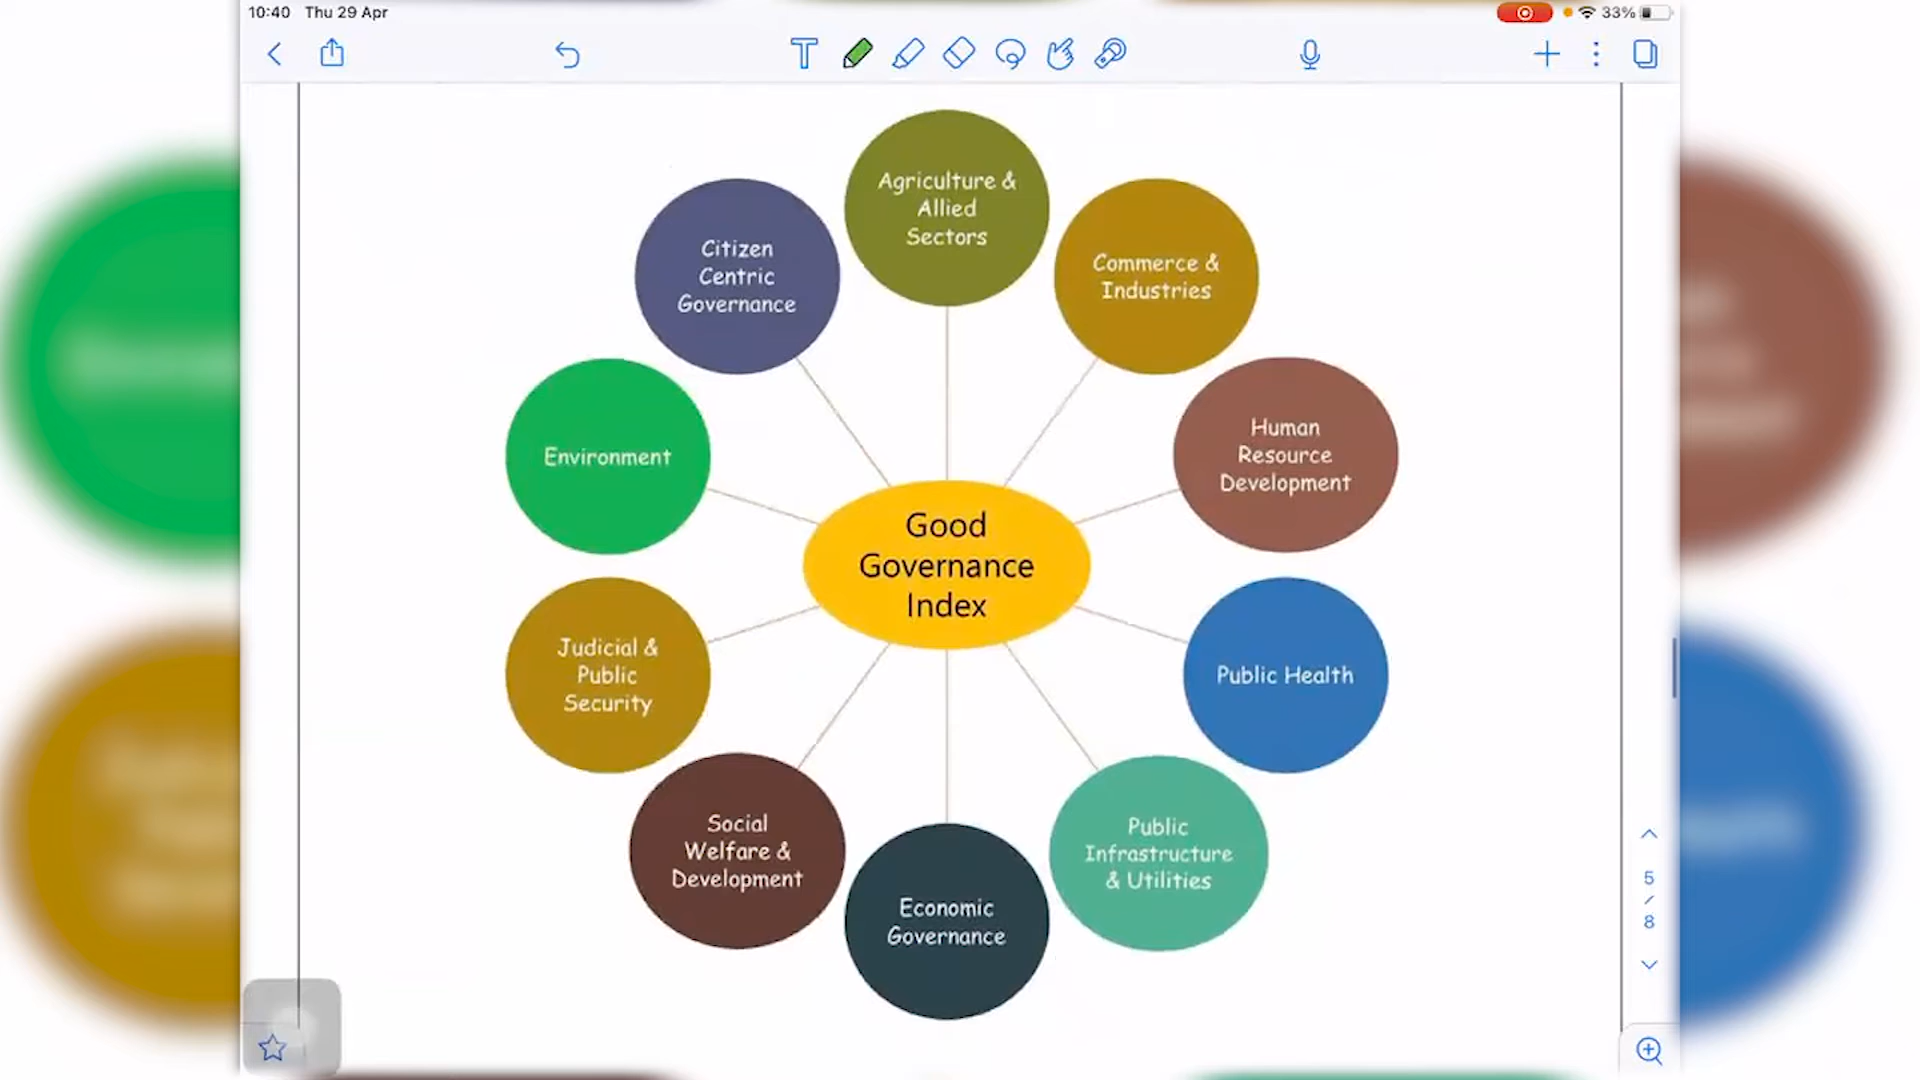 10:40 Thu 29 Apr
33%
Agriculture &
Allied
Sectors
Citizen
Centric
Governance
Commerce &
Industries
Environment
Human
Resource
Development
Good
Governance
Index
Judicial &
Public
Security
Public Health
Social
Welfare &
Development
Economic
Governance
Public
Infrastructure
& Utilities
5
/
8